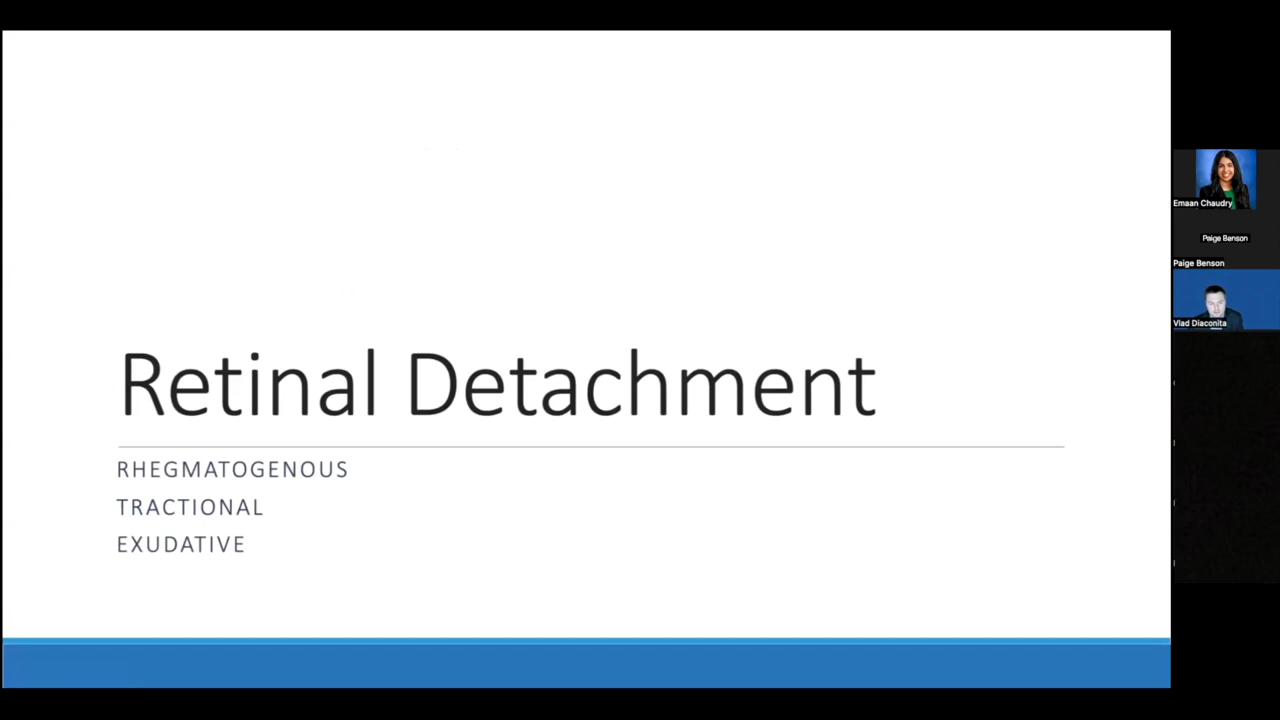 Retinal Detachment
RHEGMATOGENOUS
TRACTIONAL
EXUDATIVE
Emaan Chaudry
Paige Benson
Paige Benson
Vlad Diaconita